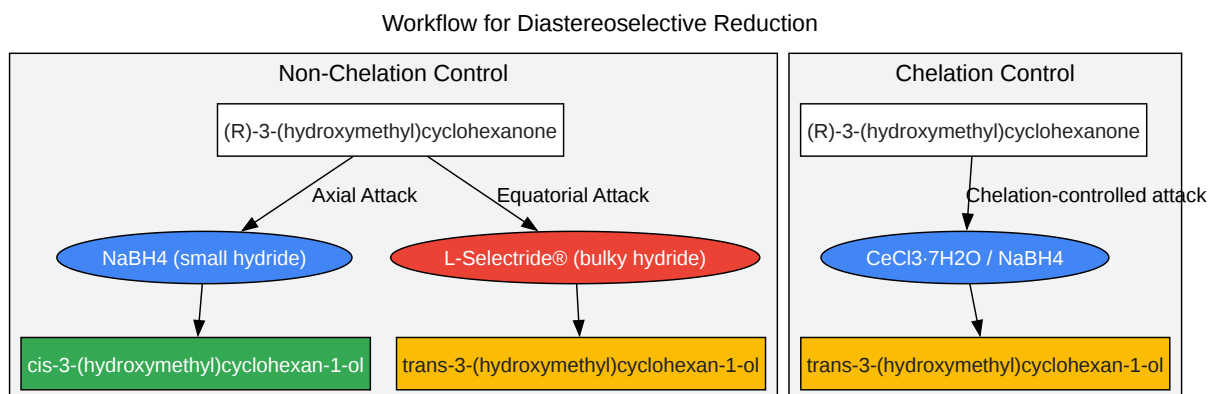 Workflow for Diastereoselective Reduction
Non-Chelation Control
(R)-3-(hydroxymethyl)cyclohexanone
Axial Attack
Equatorial Attack
NaBH4 (small hydride)
L-Selectride® (bulky hydride)
cis-3-(hydroxymethyl)cyclohexan-1-ol
trans-3-(hydroxymethyl)cyclohexan-1-ol
Chelation Control
(R)-3-(hydroxymethyl)cyclohexanone
Chelation-controlled attack
CeCl3·7H2O / NaBH4
trans-3-(hydroxymethyl)cyclohexan-1-ol